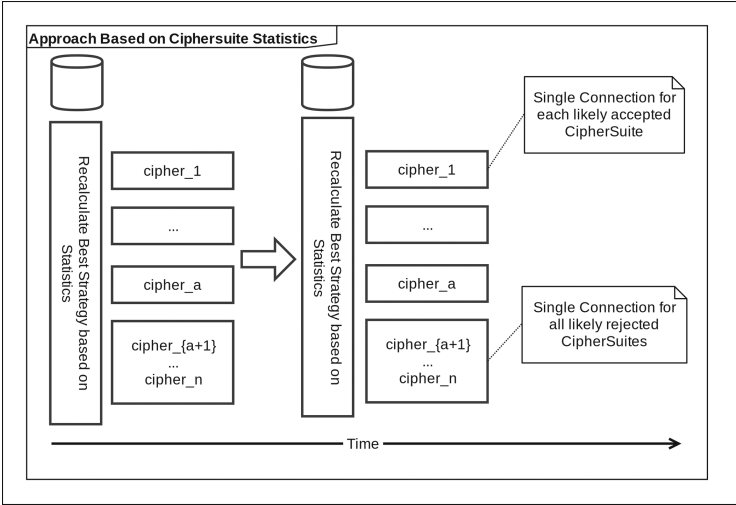 Approach Based on Ciphersuite Statistics
Recalculate Best Strategy based on
Statistics
cipher_1
...
cipher_a
cipher_{a+1}
...
cipher_n
Recalculate Best Strategy based on
Statistics
cipher_1
...
cipher_a
cipher_{a+1}
...
cipher_n
Single Connection for
each likely accepted
CipherSuite
Single Connection for
all likely rejected
CipherSuites
Time